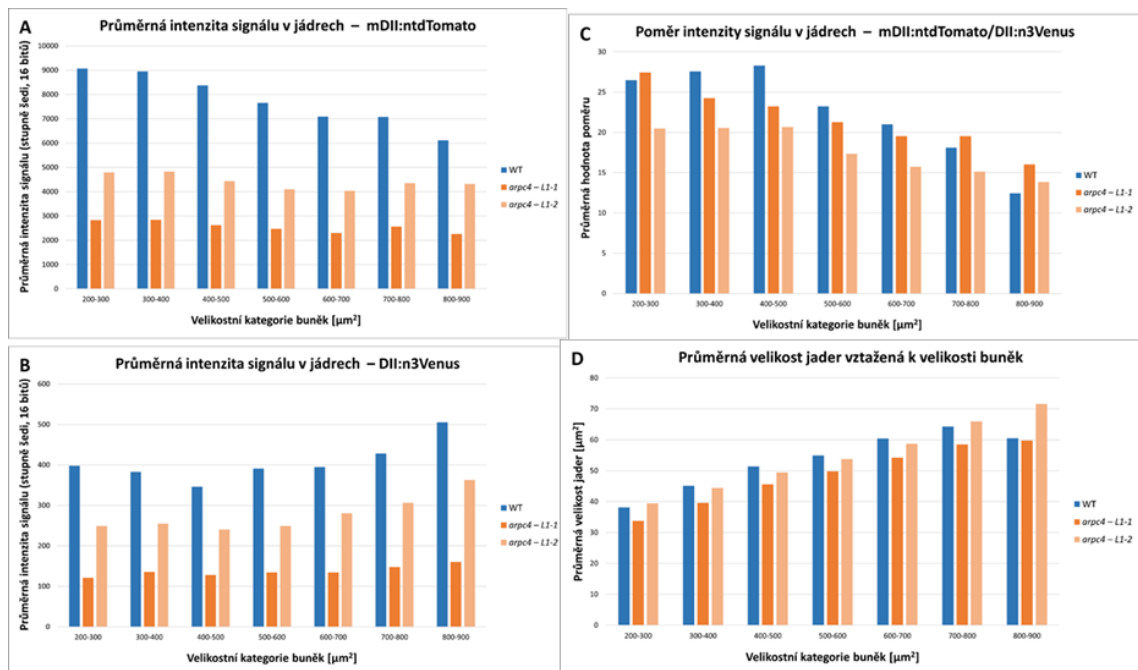 A
Průměrná intenzita signálu v jádrech – mDII:ntdTomato
Průměrná intenzita signálu (stupně šedi, 16 bitů)
10000
9000
8000
7000
6000
5000
4000
3000
2000
1000
0
200-300 300-400 400-500 500-600 600-700 700-800 800-900
Velikostní kategorie buněk [µm²]
WT
arpc4 – L1-1
arpc4 – L1-2
B
Průměrná intenzita signálu v jádrech – DII:n3Venus
Průměrná intenzita signálu (stupně šedi, 16 bitů)
600
500
400
300
200
100
0
200-300 300-400 400-500 500-600 600-700 700-800 800-900
Velikostní kategorie buněk [µm²]
WT
arpc4 – L1-1
arpc4 – L1-2
C
Poměr intenzity signálu v jádrech – mDII:ntdTomato/DII:n3Venus
Průměrná hodnota poměru
30
25
20
15
10
5
0
200-300 300-400 400-500 500-600 600-700 700-800 800-900
Velikostní kategorie buněk [µm²]
WT
arpc4 – L1-1
arpc4 – L1-2
D
Průměrná velikost jader vztažená k velikosti buněk
Průměrná velikost jader [µm²]
80
70
60
50
40
30
20
10
0
200-300 300-400 400-500 500-600 600-700 700-800 800-900
Velikostní kategorie buněk [µm²]
WT
arpc4 – L1-1
arpc4 – L1-2